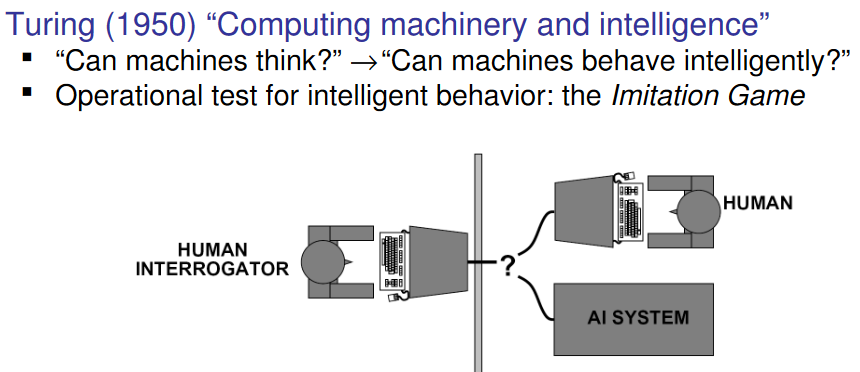 Turing (1950) “Computing machinery and intelligence”
“Can machines think?” → “Can machines behave intelligently?”
Operational test for intelligent behavior: the Imitation Game
HUMAN
HUMAN
INTERROGATOR
?
AI SYSTEM